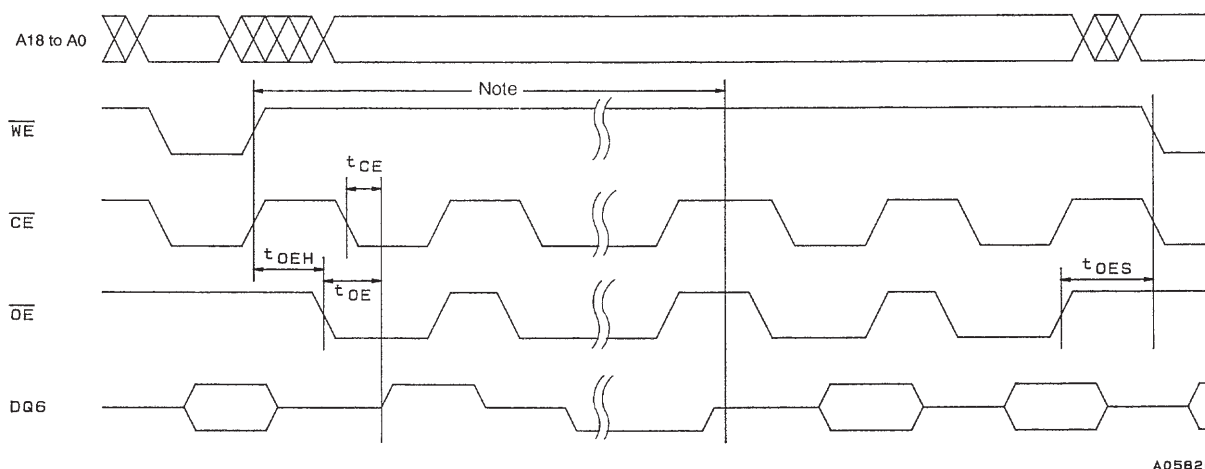 A18 to A0
Note
WE
tCE
CE
tOEH
tOE
tOES
OE
DQ6
A0582